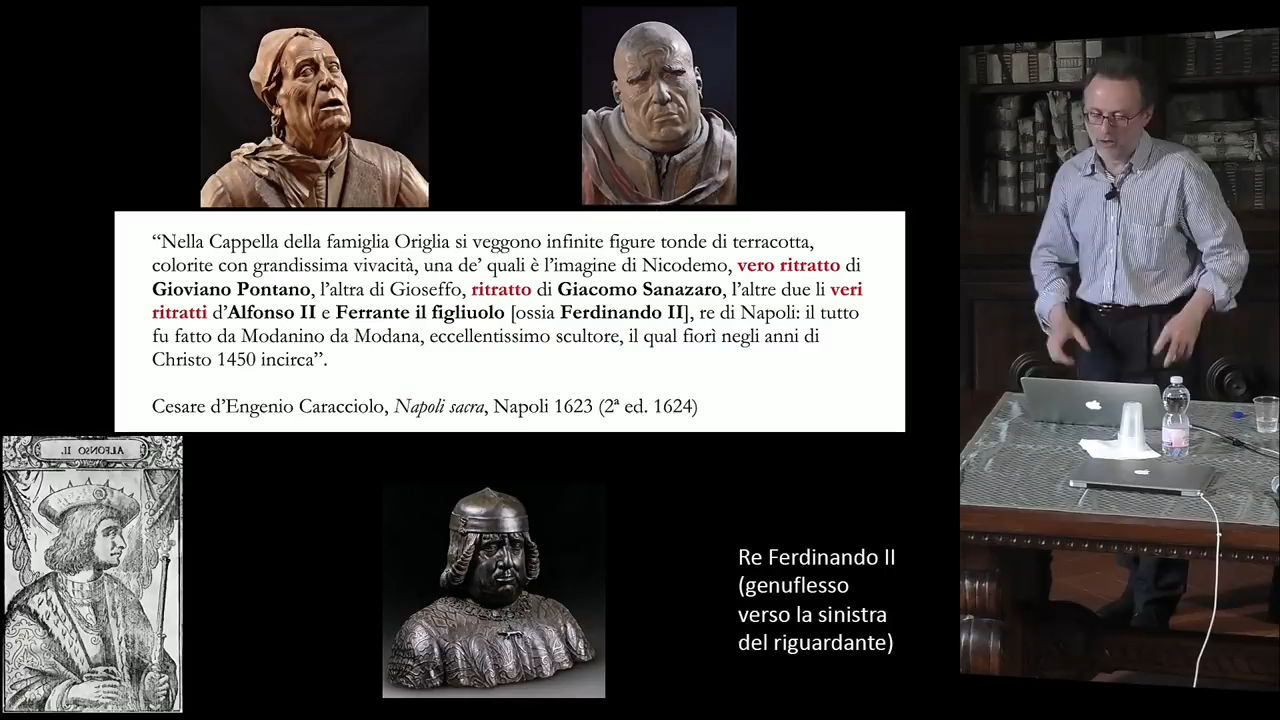 “Nella Cappella della famiglia Origlia si veggono infinite figure tonde di terracotta,
colorite con grandissima vivacità, una de’ quali è l’imagine di Nicodemo, vero ritratto di
Gioviano Pontano, l’altra di Gioseffo, ritratto di Giacomo Sanazaro, l’altre due li veri
ritratti d’Alfonso II e Ferrante il figliuolo [ossia Ferdinando II], re di Napoli: il tutto
fu fatto da Modanino da Modana, eccellentissimo scultore, il qual fiorì negli anni di
Christo 1450 incirca”.
Cesare d’Engenio Caracciolo, Napoli sacra, Napoli 1623 (2ª ed. 1624)
ALFONSO II.
Re Ferdinando II
(genuflesso
verso la sinistra
del riguardante)